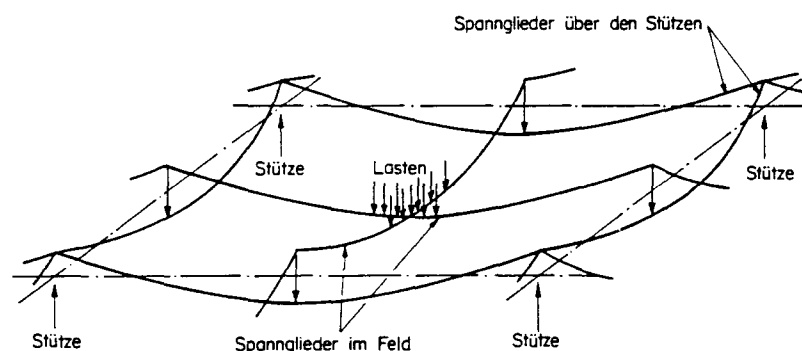 Spannglieder über den Stützen
Stütze
Lasten
Stütze
Stütze
Spannglieder im Feld
Stütze